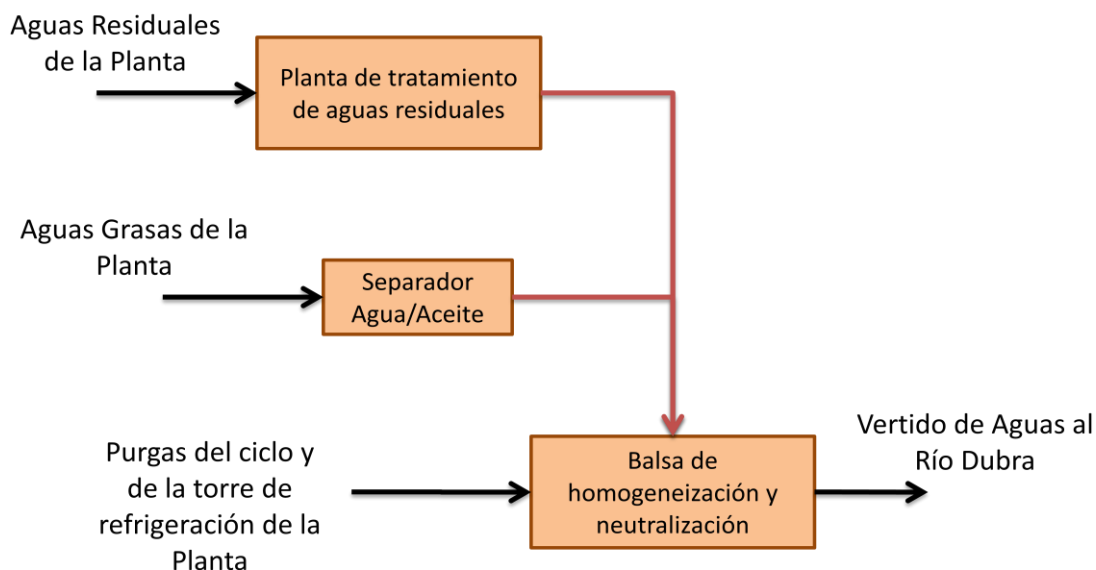 Aguas Residuales
de la Planta
Planta de tratamiento
de aguas residuales
Aguas Grasas de la
Planta
Separador
Agua/Aceite
Purgas del ciclo y
de la torre de
refrigeración de la
Planta
Balsa de
homogeneización y
neutralización
Vertido de Aguas al
Río Dubra